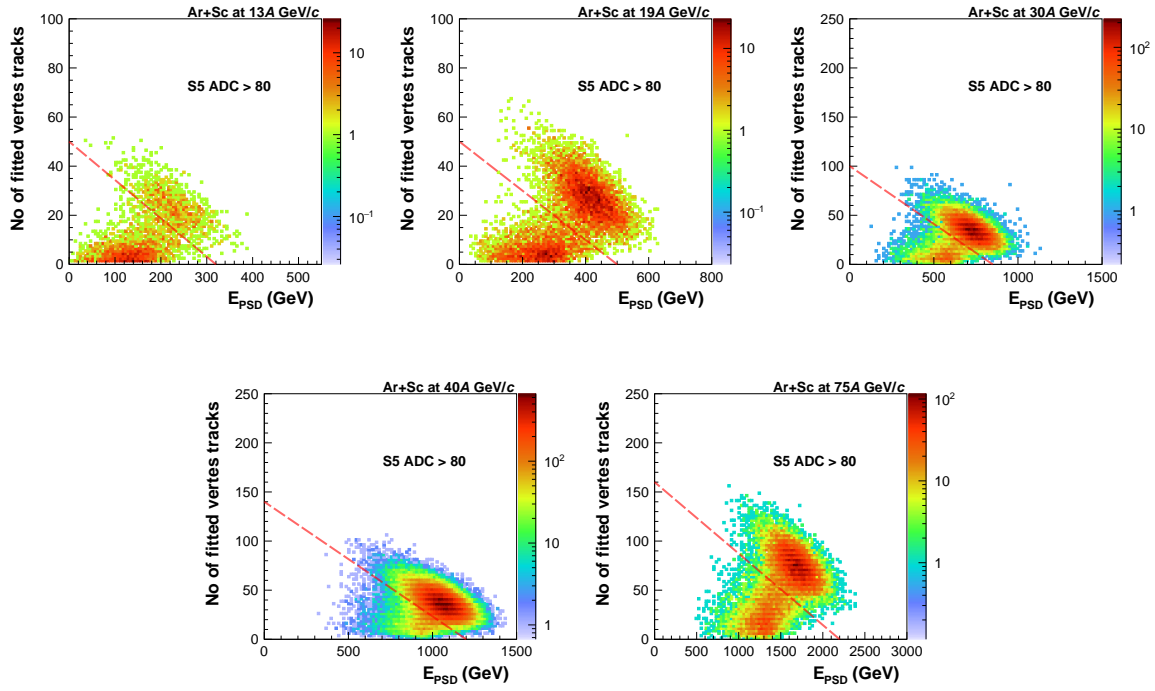 Ar+Sc at 13A GeV/c
No of fitted vertes tracks
100
80
60
40
20
0
S5 ADC > 80
10
1
10⁻¹
0 100 200 300 400 500
E_PSD (GeV)
Ar+Sc at 19A GeV/c
No of fitted vertes tracks
100
80
60
40
20
0
S5 ADC > 80
10
1
10⁻¹
0 200 400 600 800
E_PSD (GeV)
Ar+Sc at 30A GeV/c
No of fitted vertes tracks
250
200
150
100
50
0
S5 ADC > 80
10²
10
1
0 500 1000 1500
E_PSD (GeV)
Ar+Sc at 40A GeV/c
No of fitted vertes tracks
250
200
150
100
50
0
S5 ADC > 80
10²
10
1
0 500 1000 1500
E_PSD (GeV)
Ar+Sc at 75A GeV/c
No of fitted vertes tracks
250
200
150
100
50
0
S5 ADC > 80
10²
10
1
0 500 1000 1500 2000 2500 3000
E_PSD (GeV)